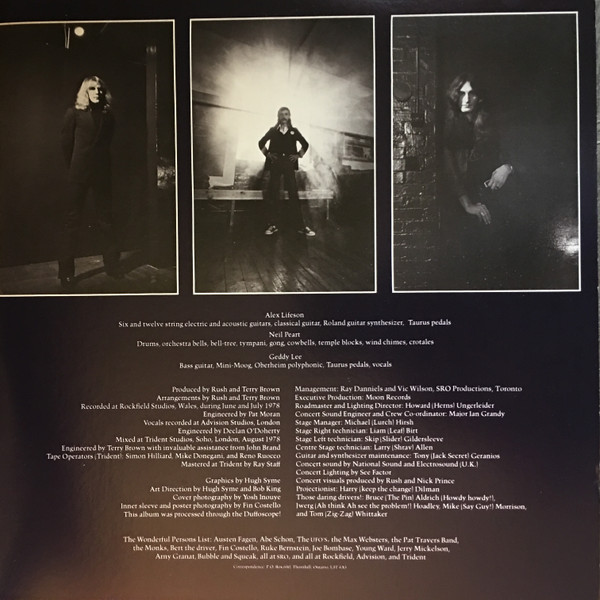 Alex Lifeson
Six and twelve string electric and acoustic guitars, classical guitar, Roland guitar synthesizer, Taurus pedals
Neil Peart
Drums, orchestra bells, bell-tree, tympani, gong, cowbells, temple blocks, wind chimes, crotales
Geddy Lee
Bass guitar, Mini-Moog, Oberheim polyphonic, Taurus pedals, vocals
Produced by Rush and Terry Brown
Arrangements by Rush and Terry Brown
Recorded at Rockfield Studios, Wales, during June and July 1978
Engineered by Pat Moran
Vocals recorded at Advision Studios, London
Engineered by Declan O'Doherty
Mixed at Trident Studios, Soho, London, August 1978
Engineered by Terry Brown with invaluable assistance from John Brand
Tape Operators [Trident]: Simon Hilliard, Mike Donegani, and Reno Ruocco
Mastered at Trident by Ray Staff
Graphics by Hugh Syme
Art Direction by Hugh Syme and Bob King
Cover photography by Yosh Inouye
Inner sleeve and poster photography by Fin Costello
This album was processed through the Duffoscope!
Management: Ray Danniels and Vic Wilson, SRO Productions, Toronto
Executive Production: Moon Records
Roadmaster and Lighting Director: Howard [Herns] Ungerleider
Concert Sound Engineer and Crew Co-ordinator: Major Ian Grandy
Stage Manager: Michael [Lurch] Hirsh
Stage Right technician: Liam [Leaf] Birt
Stage Left technician: Skip [Slider] Gildersleeve
Centre Stage technician: Larry [Shrav] Allen
Guitar and synthesizer maintenance: Tony [Jack Secret] Geranios
Concert sound by National Sound and Electrosound (U.K.)
Concert Lighting by See Factor
Concert visuals produced by Rush and Nick Prince
Protectionist: Harry [keep the change] Dilman
Those daring drivers!: Bruce [The Pin] Aldrich [Howdy howdy!],
[werg [Ah think Ah see the problem!] Hoadley, Mike [Say Guy!] Morrison,
and Tom [Zig-Zag] Whittaker
The Wonderful Persons List: Austen Fagen, Abe Schon, The UFO's, the Max Websters, the Pat Travers Band,
the Monks, Bert the driver, Fin Costello, Ruke Bernstein, Joe Bombase, Young Ward, Jerry Mickelson,
Arny Granat, Bubble and Squeak, all at SRO, and all at Rockfield, Advision, and Trident